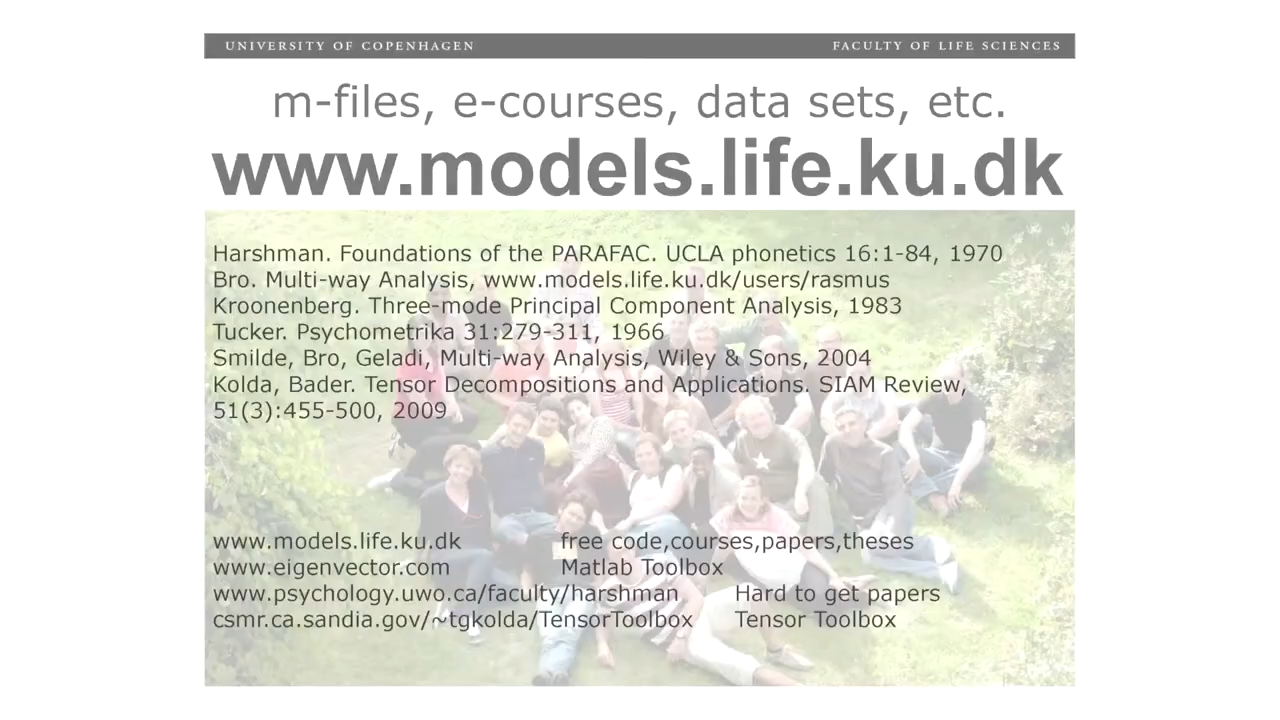 UNIVERSITY OF COPENHAGEN FACULTY OF LIFE SCIENCES
m-files, e-courses, data sets, etc.
www.models.life.ku.dk
Harshman. Foundations of the PARAFAC. UCLA phonetics 16:1-84, 1970
Bro. Multi-way Analysis, www.models.life.ku.dk/users/rasmus
Kroonenberg. Three-mode Principal Component Analysis, 1983
Tucker. Psychometrika 31:279-311, 1966
Smilde, Bro, Geladi, Multi-way Analysis, Wiley & Sons, 2004
Kolda, Bader. Tensor Decompositions and Applications. SIAM Review,
51(3):455-500, 2009
www.models.life.ku.dk free code,courses,papers,theses
www.eigenvector.com Matlab Toolbox
www.psychology.uwo.ca/faculty/harshman Hard to get papers
csmr.ca.sandia.gov/~tgkolda/TensorToolbox Tensor Toolbox